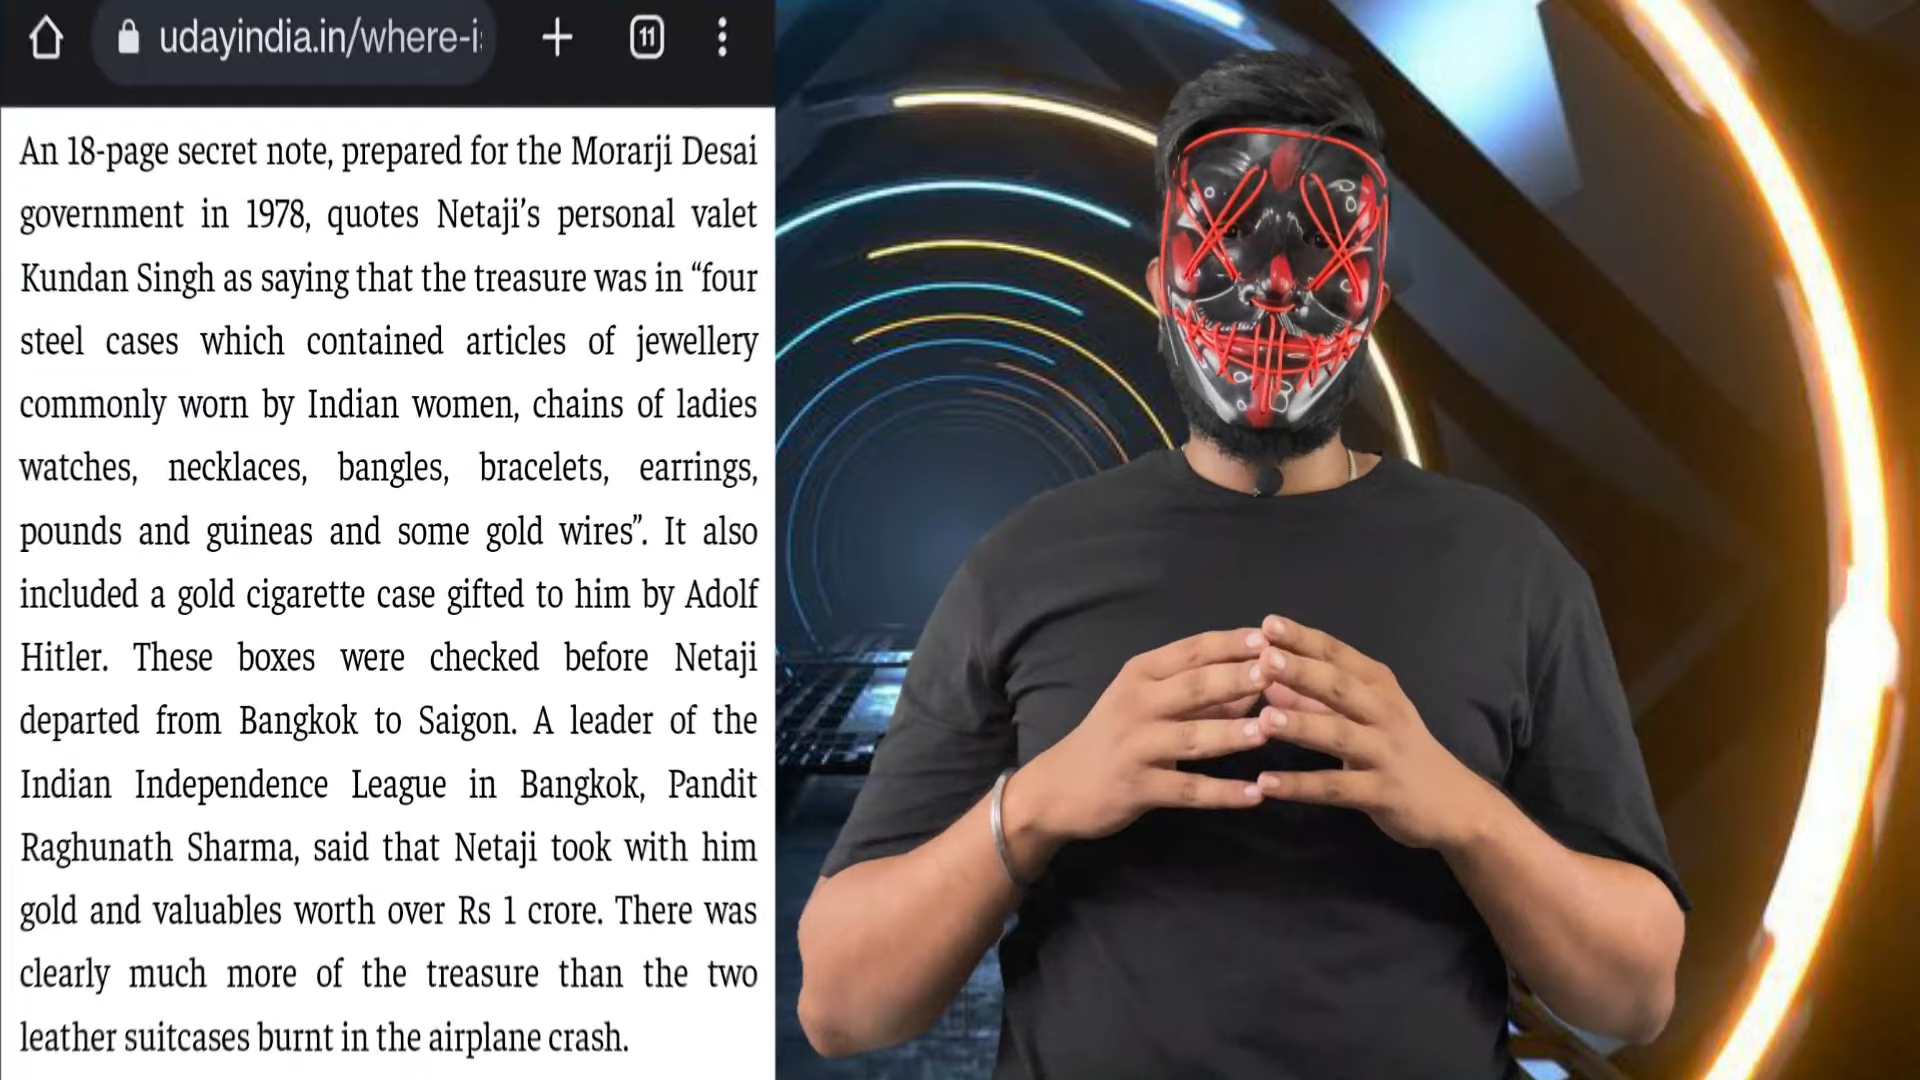 udayindia.in/where-i
11
An 18-page secret note, prepared for the Morarji Desai
government in 1978, quotes Netaji’s personal valet
Kundan Singh as saying that the treasure was in “four
steel cases which contained articles of jewellery
commonly worn by Indian women, chains of ladies
watches, necklaces, bangles, bracelets, earrings,
pounds and guineas and some gold wires”. It also
included a gold cigarette case gifted to him by Adolf
Hitler. These boxes were checked before Netaji
departed from Bangkok to Saigon. A leader of the
Indian Independence League in Bangkok, Pandit
Raghunath Sharma, said that Netaji took with him
gold and valuables worth over Rs 1 crore. There was
clearly much more of the treasure than the two
leather suitcases burnt in the airplane crash.